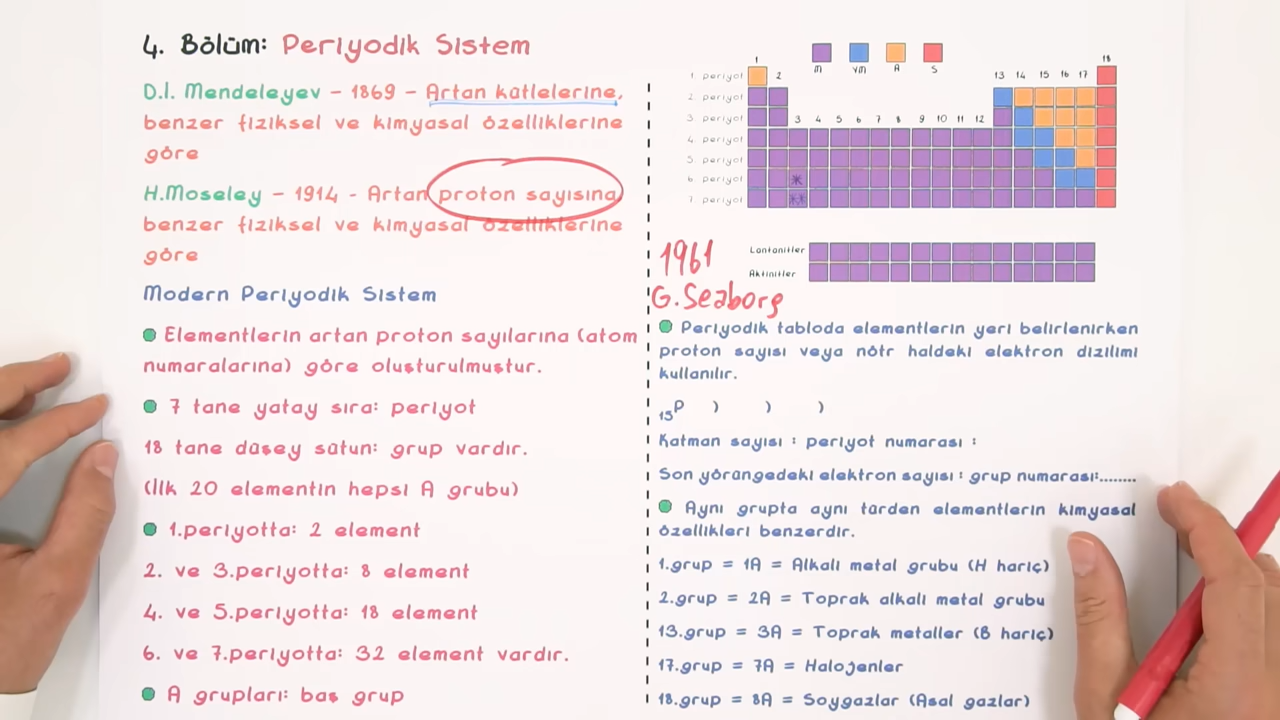 4. Bölüm: Periyodik Sistem
D.İ. Mendeleyev - 1869 - Artan kütlelerine,
benzer fiziksel ve kimyasal özelliklerine
göre
H.Moseley - 1914 - Artan proton sayısına
benzer fiziksel ve kimyasal özelliklerine
göre
Modern Periyodik Sistem
Elementlerin artan proton sayılarına (atom
numaralarına) göre oluşturulmuştur.
7 tane yatay sıra: periyot
18 tane düşey sütun: grup vardır.
(İlk 20 elementin hepsi A grubu)
1.periyotta: 2 element
2. ve 3.periyotta: 8 element
4. ve 5.periyotta: 18 element
6. ve 7.periyotta: 32 element vardır.
A grupları: baş grup
M YM A S
1 18
1. periyot 2 13 14 15 16 17
2. periyot
3. periyot 3 4 5 6 7 8 9 10 11 12
4. periyot
5. periyot
6. periyot *
7. periyot **
Lantanitler
Aktinitler
1961
G.Seaborg
Periyodik tabloda elementlerin yeri belirlenirken
proton sayısı veya nötr haldeki elektron dizilimi
kullanılır.
15P ) ) )
Katman sayısı : periyot numarası :
Son yörüngedeki elektron sayısı : grup numarası:........
Aynı grupta aynı türden elementlerin kimyasal
özellikleri benzerdir.
1.grup = 1A = Alkali metal grubu (H hariç)
2.grup = 2A = Toprak alkali metal grubu
13.grup = 3A = Toprak metaller (B hariç)
17.grup = 7A = Halojenler
18.grup = 8A = Soygazlar (Asal gazlar)